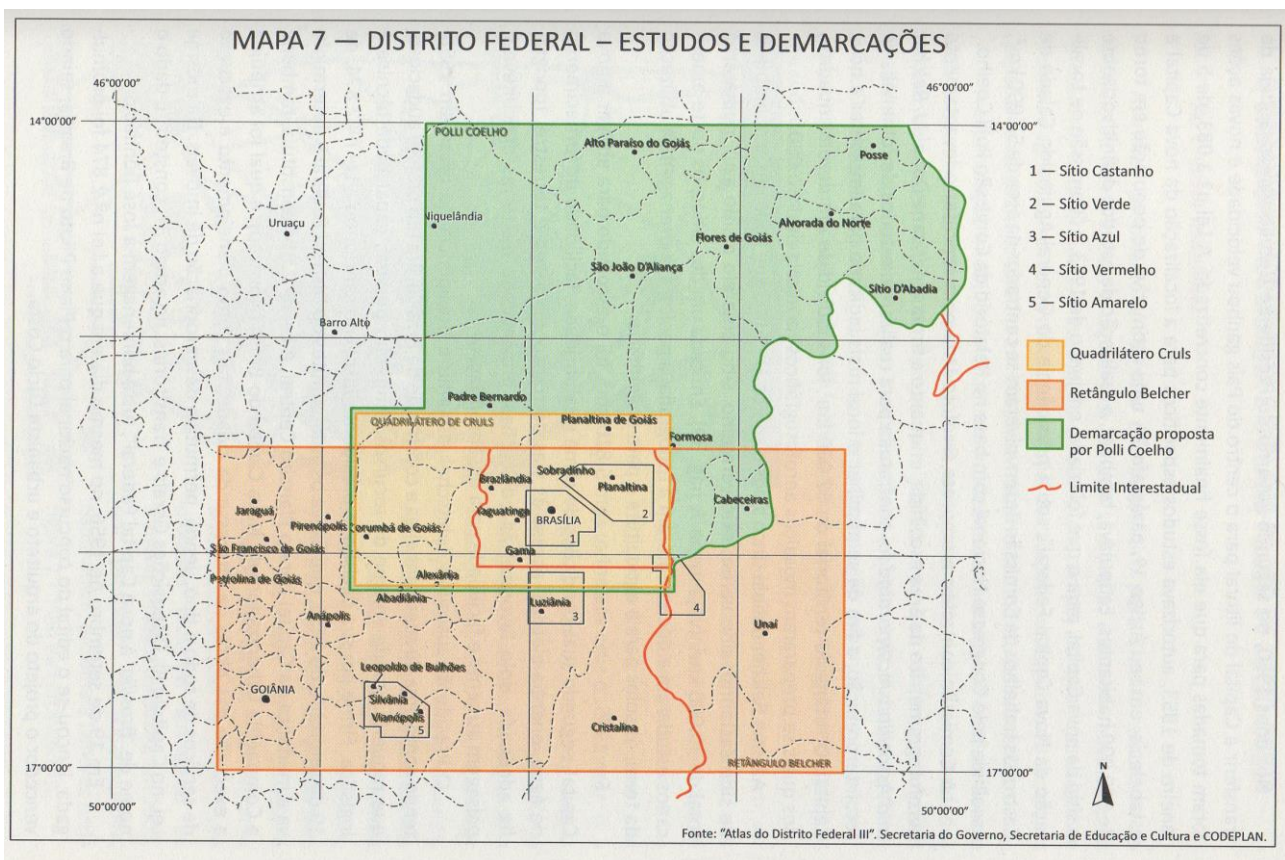 MAPA 7 — DISTRITO FEDERAL – ESTUDOS E DEMARCAÇÕES
46°00'00"
46°00'00"
14°00'00"
14°00'00"
POLLI COELHO
Alto Paraíso do Goiás
Posse
Uruaçu
Niquelândia
Alvorada do Norte
Flores de Goiás
São João D'Aliança
Sítio D'Abadia
Barro Alto
Padre Bernardo
QUADRILÁTERO DE CRULS
Planaltina de Goiás
Formosa
Brazlândia
Sobradinho
Planaltina
Cabeceiras
Jaraguá
Pirenópolis
Corumbá de Goiás
Taguatinga
BRASÍLIA
2
1
São Francisco de Goiás
Gama
Petrolina de Goiás
Alexânia
Abadiânia
Luziânia
3
4
Anápolis
Unaí
Leopoldo de Bulhões
GOIÂNIA
Silvânia
Vianópolis
5
Cristalina
RETÂNGULO BELCHER
17°00'00"
17°00'00"
50°00'00"
50°00'00"
1 — Sítio Castanho
2 — Sítio Verde
3 — Sítio Azul
4 — Sítio Vermelho
5 — Sítio Amarelo
Quadrilátero Cruls
Retângulo Belcher
Demarcação proposta
por Polli Coelho
Limite Interestadual
N
Fonte: "Atlas do Distrito Federal III". Secretaria do Governo, Secretaria de Educação e Cultura e CODEPLAN.